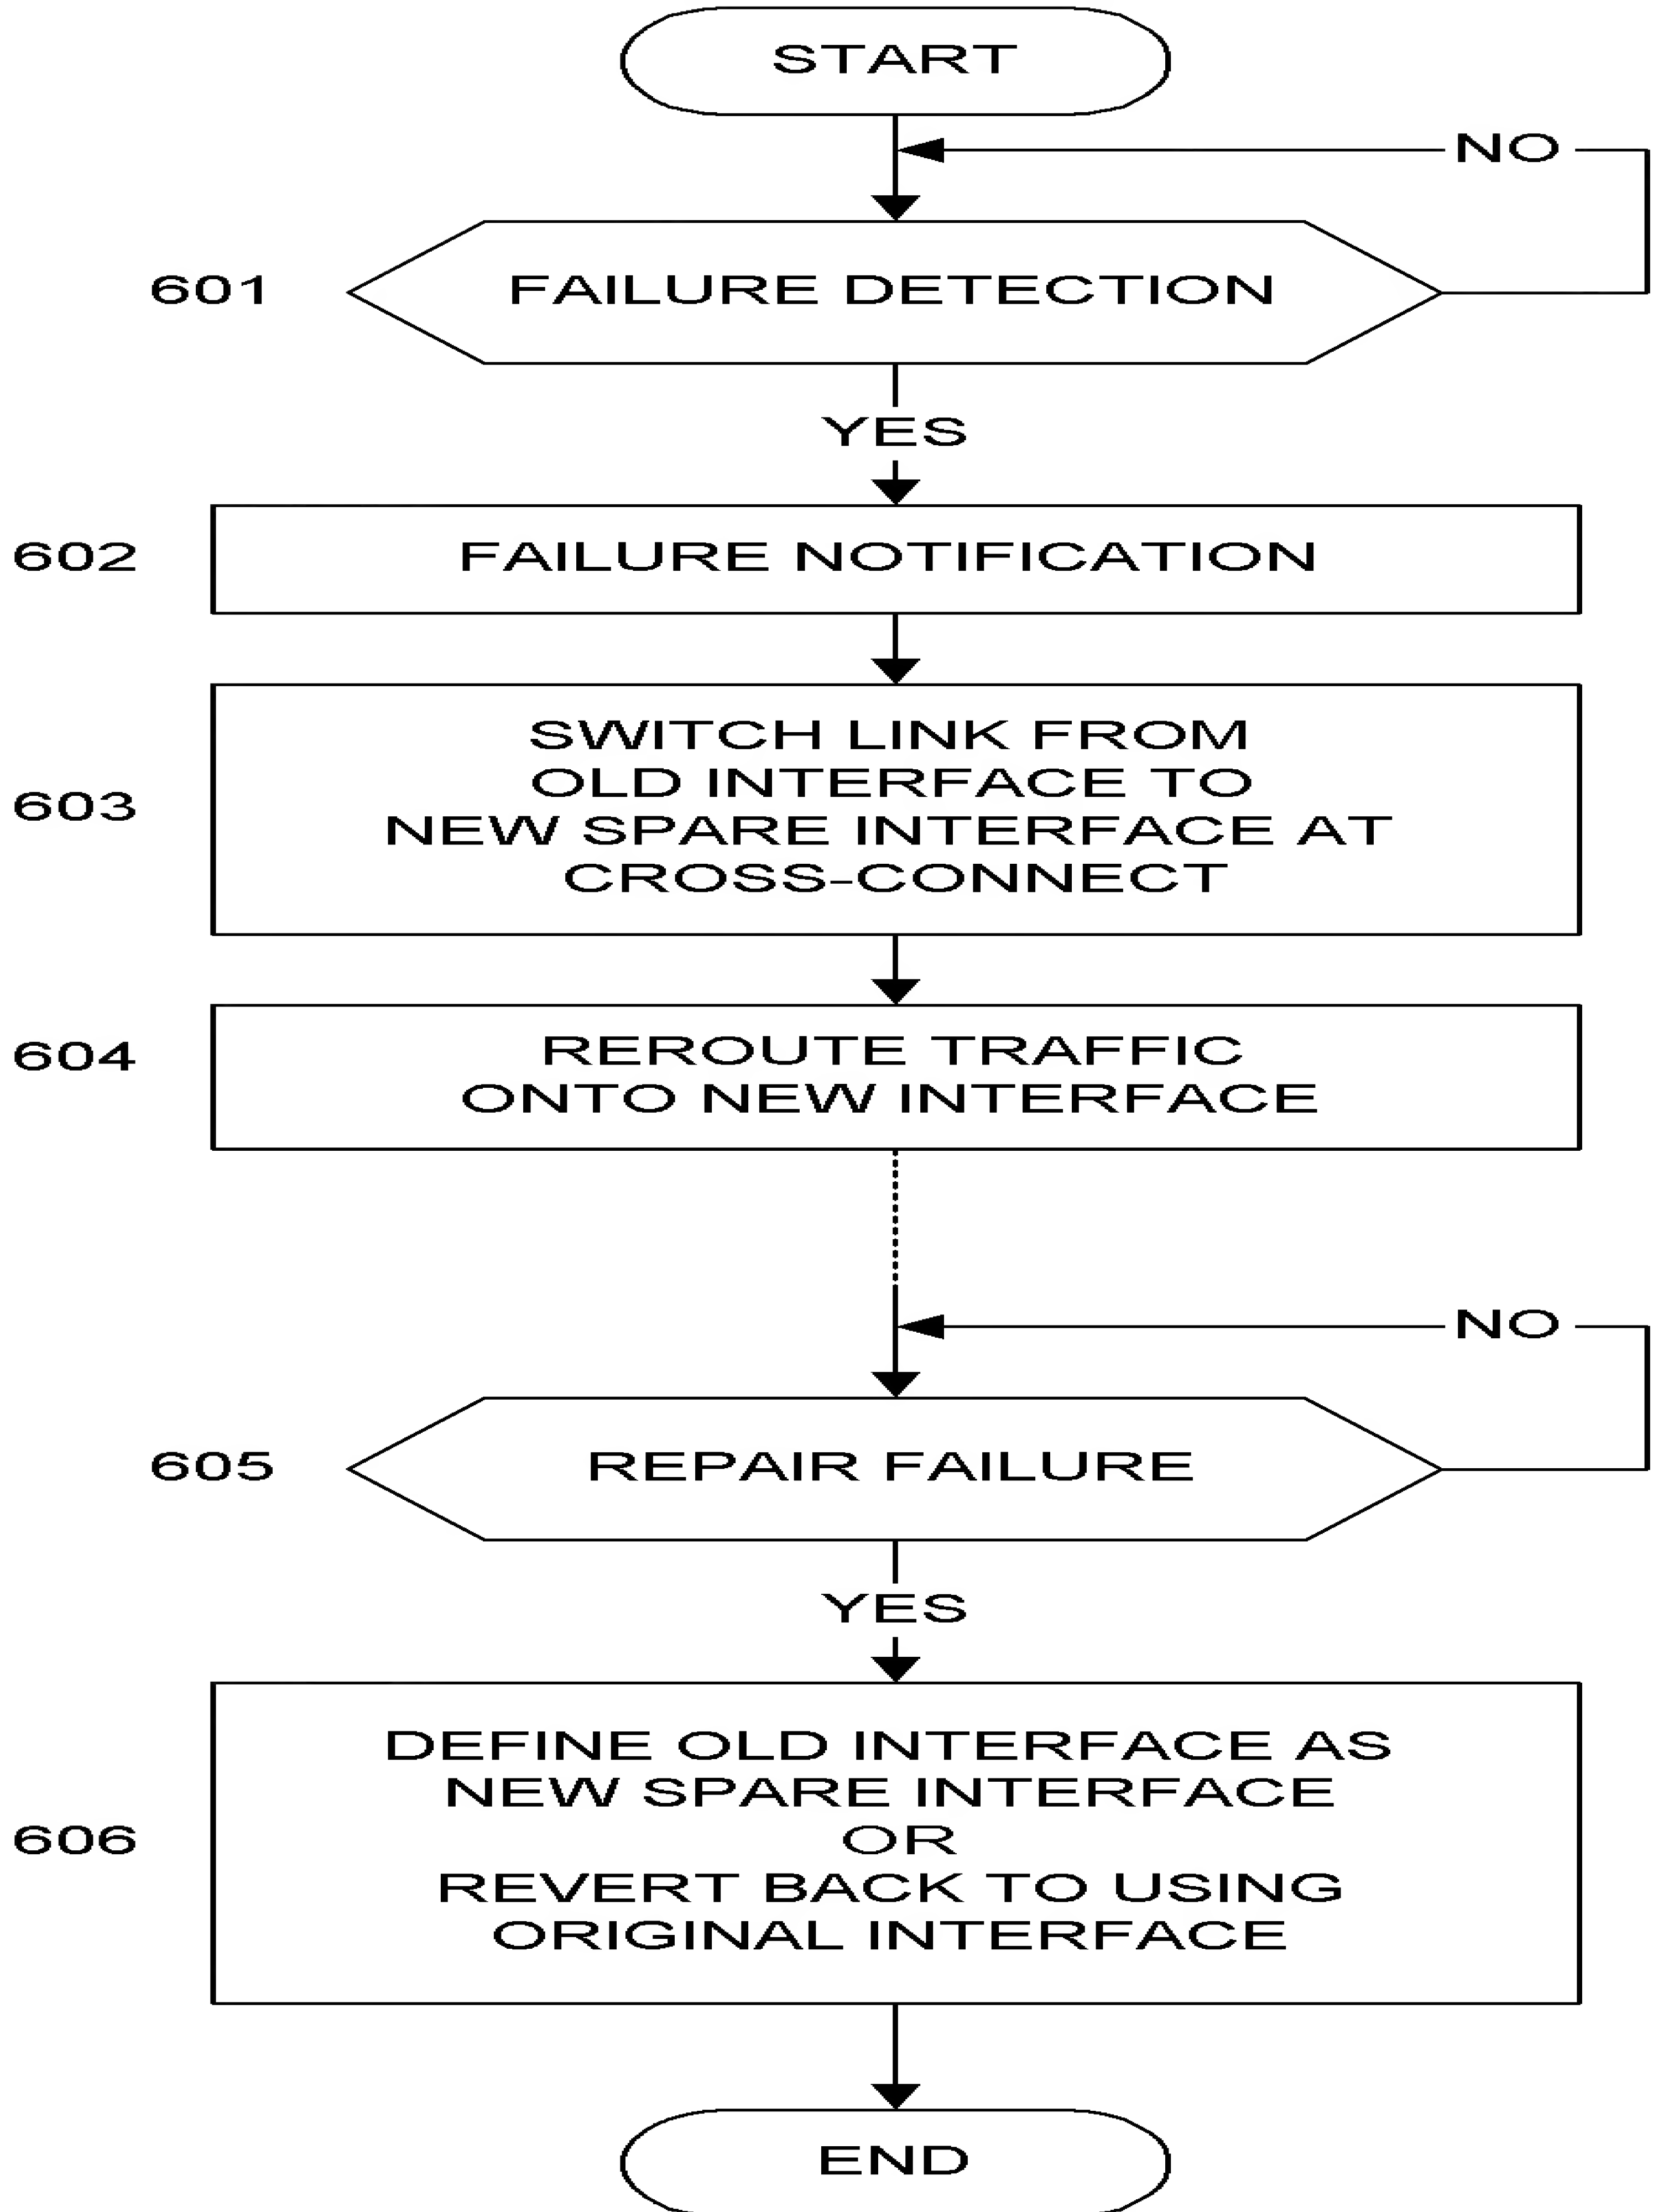 START
NO
601
FAILURE DETECTION
YES
602
FAILURE NOTIFICATION
603
SWITCH LINK FROM
OLD INTERFACE TO
NEW SPARE INTERFACE AT
CROSS-CONNECT
604
REROUTE TRAFFIC
ONTO NEW INTERFACE
NO
605
REPAIR FAILURE
YES
606
DEFINE OLD INTERFACE AS
NEW SPARE INTERFACE
OR
REVERT BACK TO USING
ORIGINAL INTERFACE
END